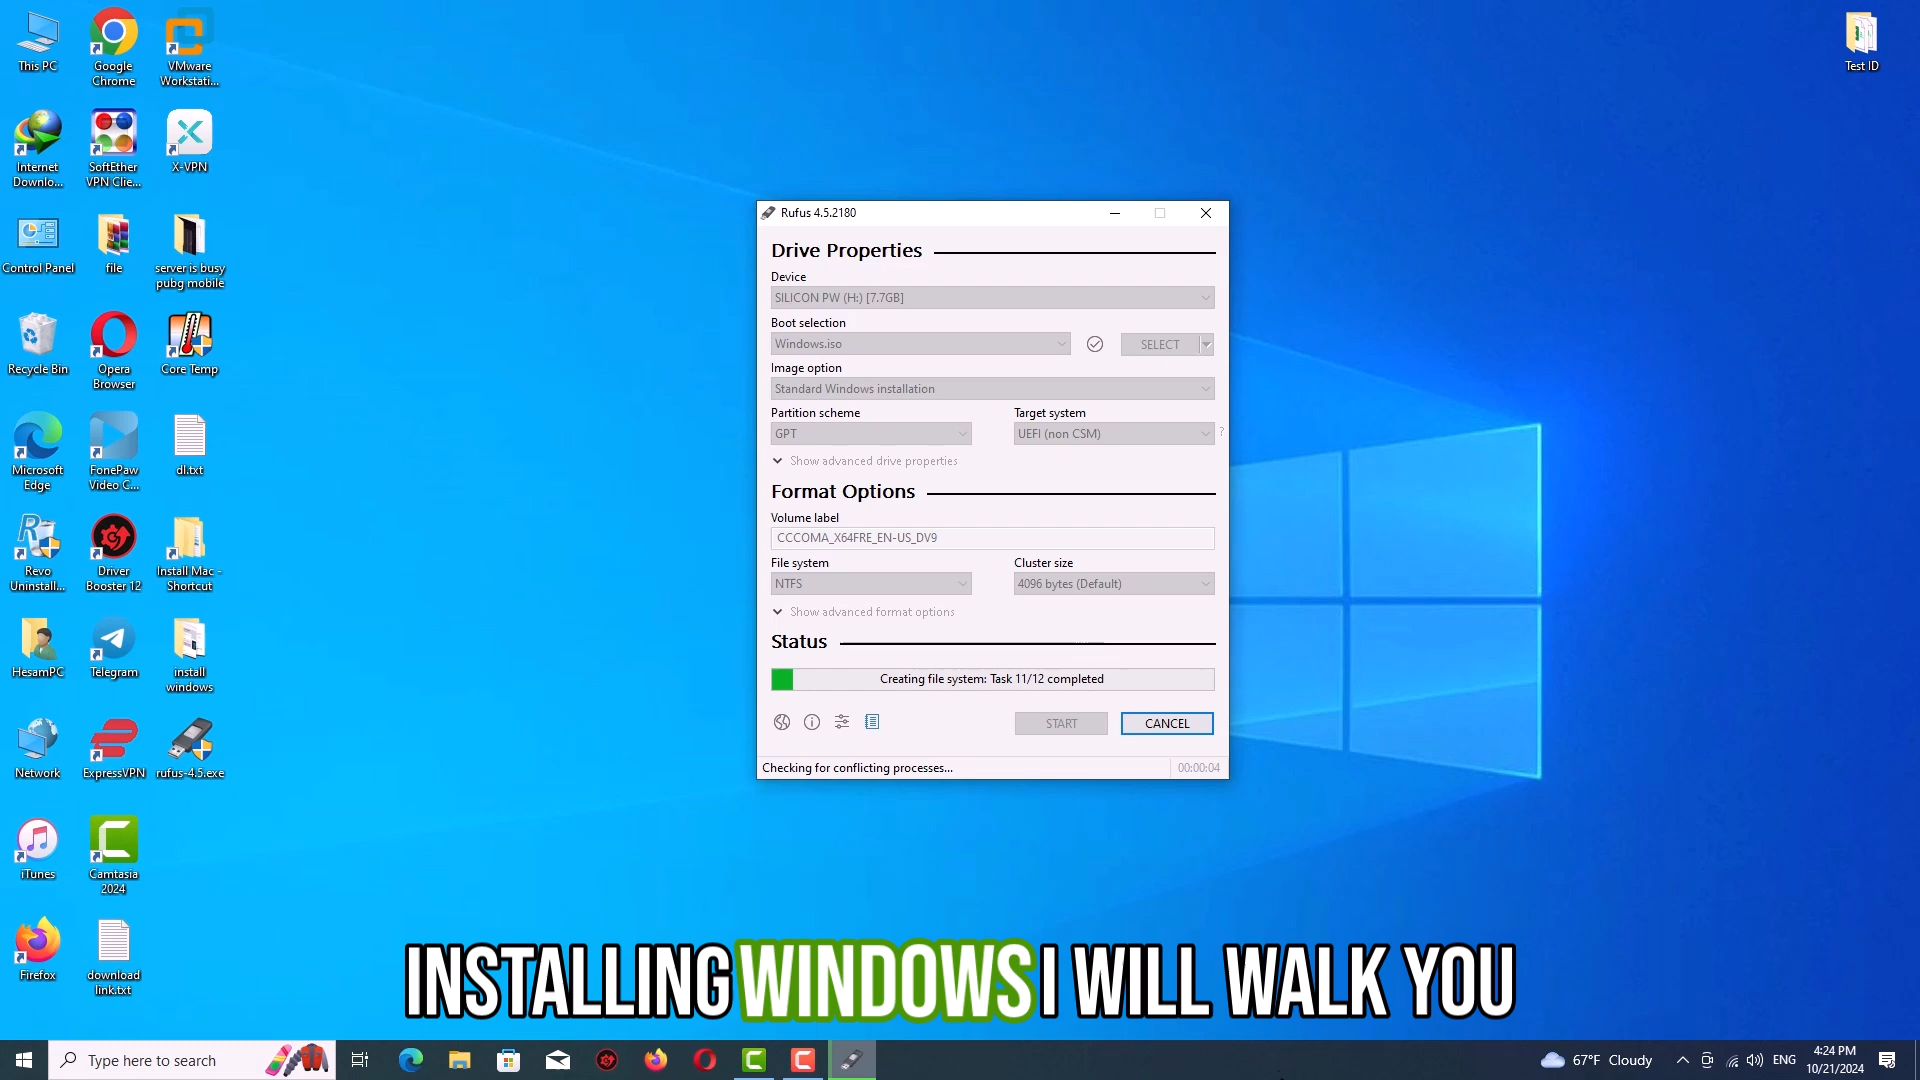 This PC
Google
Chrome
VMware
Workstati...
Test ID
Internet
Downlo...
SoftEther
VPN Clie...
X-VPN
Control Panel
file
server is busy
pubg mobile
Recycle Bin
Opera
Browser
Core Temp
Microsoft
Edge
FonePaw
Video C...
dl.txt
Revo
Uninstall...
Driver
Booster 12
Install Mac -
Shortcut
HesamPC
Telegram
install
windows
Network
ExpressVPN
rufus-4.5.exe
iTunes
Camtasia
2024
Firefox
download
link.txt
Rufus 4.5.2180
Drive Properties
Device
SILICON PW (H:) [7.7GB]
Boot selection
Windows.iso
SELECT
Image option
Standard Windows installation
Partition scheme
Target system
GPT
UEFI (non CSM)
?
Show advanced drive properties
Format Options
Volume label
CCCOMA_X64FRE_EN-US_DV9
File system
Cluster size
NTFS
4096 bytes (Default)
Show advanced format options
Status
Creating file system: Task 11/12 completed
START
CANCEL
Checking for conflicting processes...
00:00:04
INSTALLING WINDOWS I WILL WALK YOU
Type here to search
67°F Cloudy
ENG
4:24 PM
10/21/2024